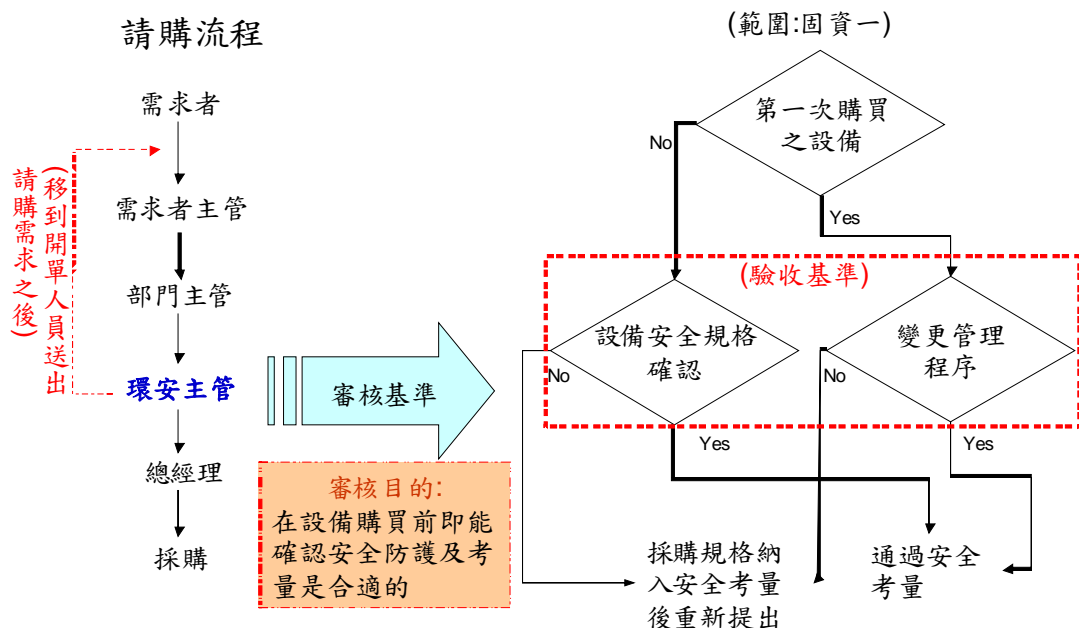 請購流程
需求者
(移到開單人員送出
請購需求之後)
需求者主管
部門主管
環安主管
總經理
採購
審核基準
審核目的:
在設備購買前即能
確認安全防護及考
量是合適的
(範圍:固資一)
第一次購買
之設備
No
Yes
(驗收基準)
設備安全規格
確認
變更管理
程序
No
No
Yes
Yes
採購規格納
入安全考量
後重新提出
通過安全
考量